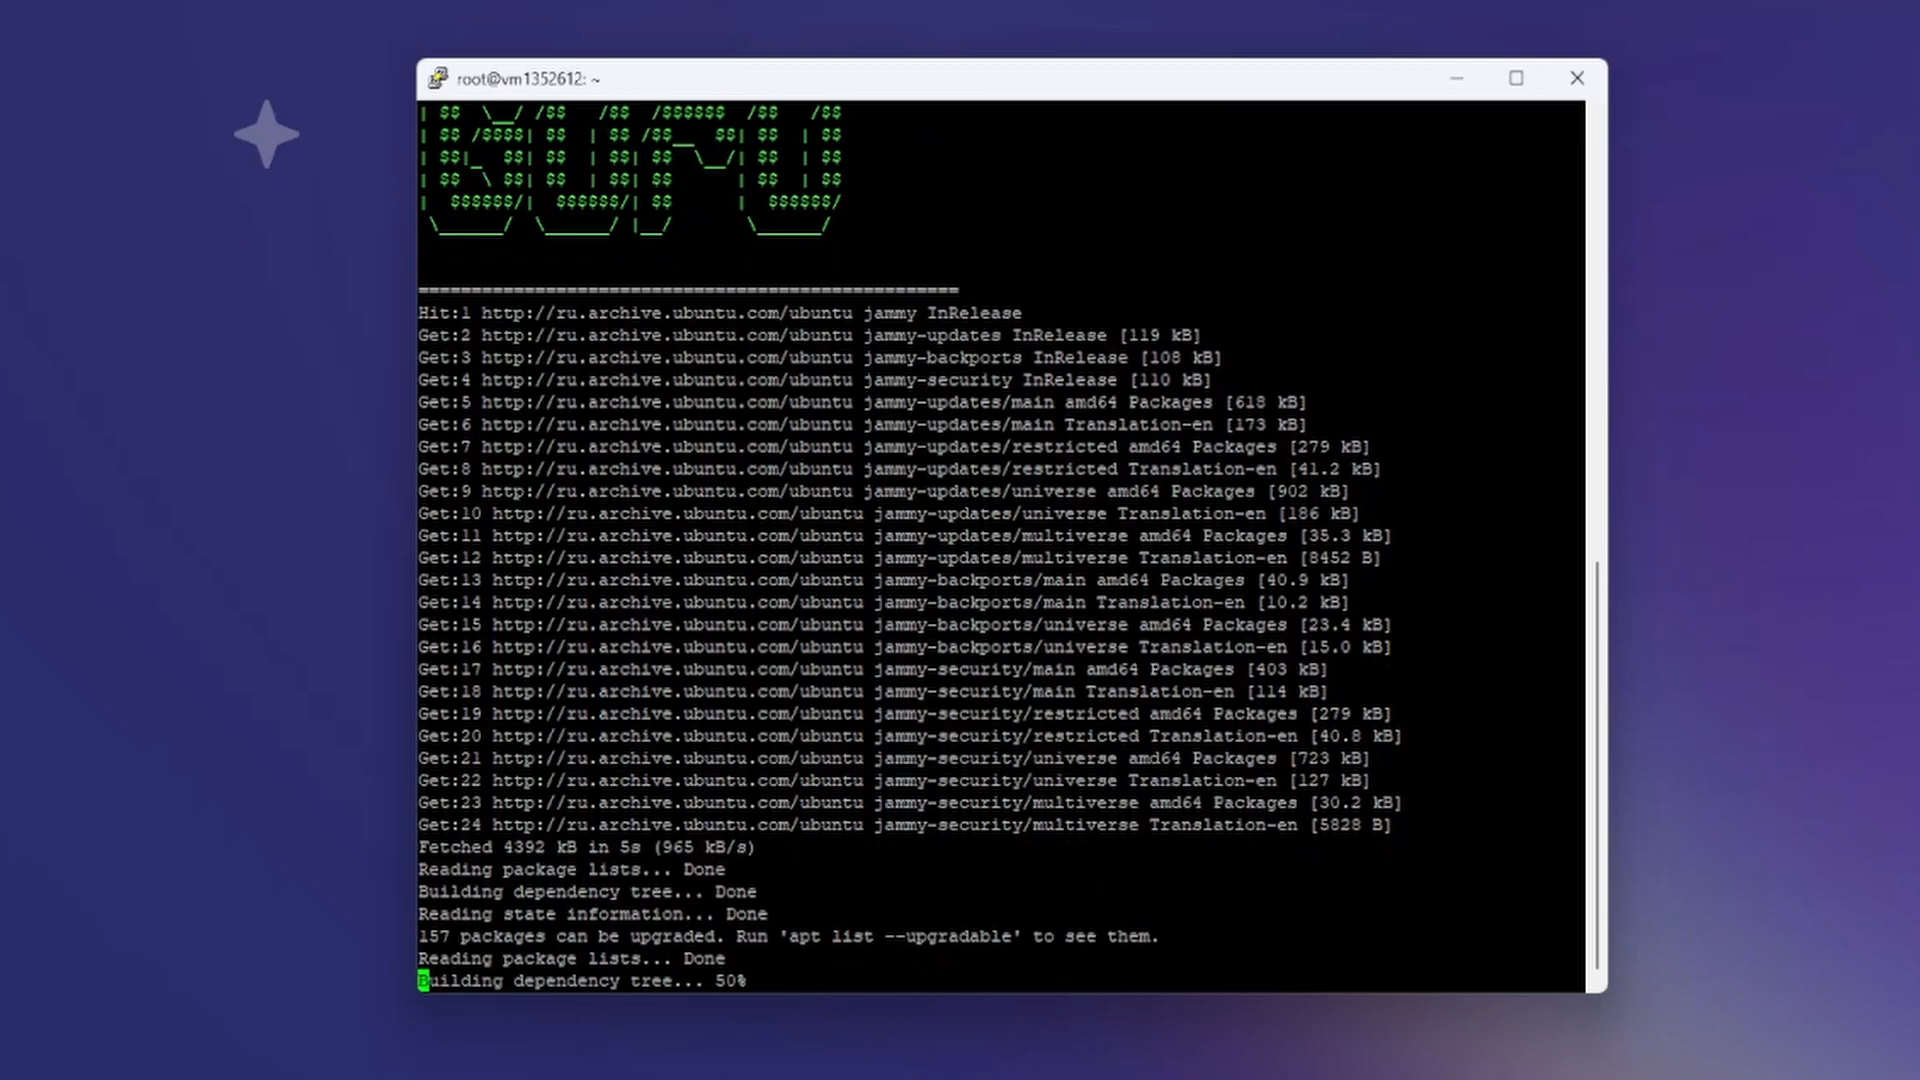 root@vm1352612: ~
| $$  \__/ /$$   /$$  /$$$$$$  /$$   /$$
| $$ /$$$$| $$  | $$ /$$__  $$| $$  | $$
| $$|_  $$| $$  | $$| $$  \__/| $$  | $$
| $$  \ $$| $$  | $$| $$      | $$  | $$
|  $$$$$$/|  $$$$$$/| $$      |  $$$$$$/
 \______/  \______/ |__/       \______/
===================================================
Hit:1 http://ru.archive.ubuntu.com/ubuntu jammy InRelease
Get:2 http://ru.archive.ubuntu.com/ubuntu jammy-updates InRelease [119 kB]
Get:3 http://ru.archive.ubuntu.com/ubuntu jammy-backports InRelease [108 kB]
Get:4 http://ru.archive.ubuntu.com/ubuntu jammy-security InRelease [110 kB]
Get:5 http://ru.archive.ubuntu.com/ubuntu jammy-updates/main amd64 Packages [618 kB]
Get:6 http://ru.archive.ubuntu.com/ubuntu jammy-updates/main Translation-en [173 kB]
Get:7 http://ru.archive.ubuntu.com/ubuntu jammy-updates/restricted amd64 Packages [279 kB]
Get:8 http://ru.archive.ubuntu.com/ubuntu jammy-updates/restricted Translation-en [41.2 kB]
Get:9 http://ru.archive.ubuntu.com/ubuntu jammy-updates/universe amd64 Packages [902 kB]
Get:10 http://ru.archive.ubuntu.com/ubuntu jammy-updates/universe Translation-en [186 kB]
Get:11 http://ru.archive.ubuntu.com/ubuntu jammy-updates/multiverse amd64 Packages [35.3 kB]
Get:12 http://ru.archive.ubuntu.com/ubuntu jammy-updates/multiverse Translation-en [8452 B]
Get:13 http://ru.archive.ubuntu.com/ubuntu jammy-backports/main amd64 Packages [40.9 kB]
Get:14 http://ru.archive.ubuntu.com/ubuntu jammy-backports/main Translation-en [10.2 kB]
Get:15 http://ru.archive.ubuntu.com/ubuntu jammy-backports/universe amd64 Packages [23.4 kB]
Get:16 http://ru.archive.ubuntu.com/ubuntu jammy-backports/universe Translation-en [15.0 kB]
Get:17 http://ru.archive.ubuntu.com/ubuntu jammy-security/main amd64 Packages [403 kB]
Get:18 http://ru.archive.ubuntu.com/ubuntu jammy-security/main Translation-en [114 kB]
Get:19 http://ru.archive.ubuntu.com/ubuntu jammy-security/restricted amd64 Packages [279 kB]
Get:20 http://ru.archive.ubuntu.com/ubuntu jammy-security/restricted Translation-en [40.8 kB]
Get:21 http://ru.archive.ubuntu.com/ubuntu jammy-security/universe amd64 Packages [723 kB]
Get:22 http://ru.archive.ubuntu.com/ubuntu jammy-security/universe Translation-en [127 kB]
Get:23 http://ru.archive.ubuntu.com/ubuntu jammy-security/multiverse amd64 Packages [30.2 kB]
Get:24 http://ru.archive.ubuntu.com/ubuntu jammy-security/multiverse Translation-en [5828 B]
Fetched 4392 kB in 5s (965 kB/s)
Reading package lists... Done
Building dependency tree... Done
Reading state information... Done
157 packages can be upgraded. Run 'apt list --upgradable' to see them.
Reading package lists... Done
Building dependency tree... 50%